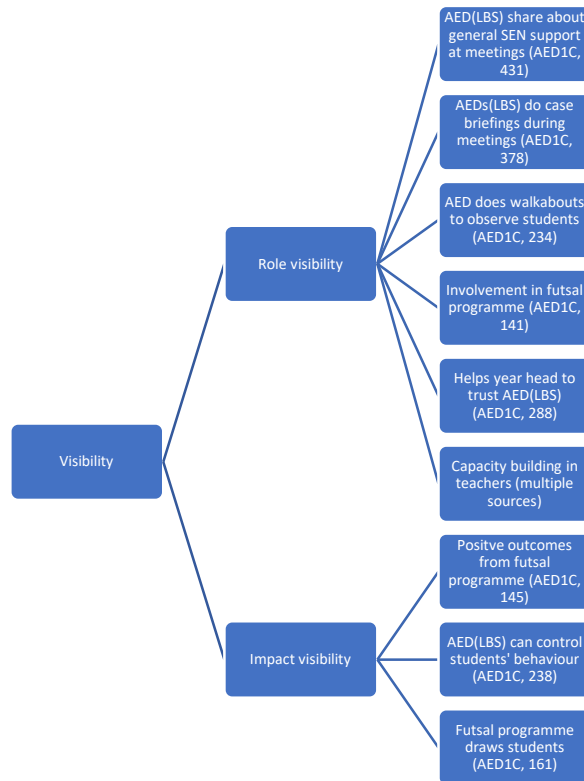 AED(LBS) share about
general SEN support
at meetings (AED1C,
431)
AEDs(LBS) do case
briefings during
meetings (AED1C,
378)
AED does walkabouts
to observe students
(AED1C, 234)
Role visibility
Involvement in futsal
programme (AED1C,
141)
Helps year head to
trust AED(LBS)
(AED1C, 288)
Visibility
Capacity building in
teachers (multiple
sources)
Positve outcomes
from futsal
programme (AED1C,
145)
Impact visibility
AED(LBS) can control
students' behaviour
(AED1C, 238)
Futsal programme
draws students
(AED1C, 161)